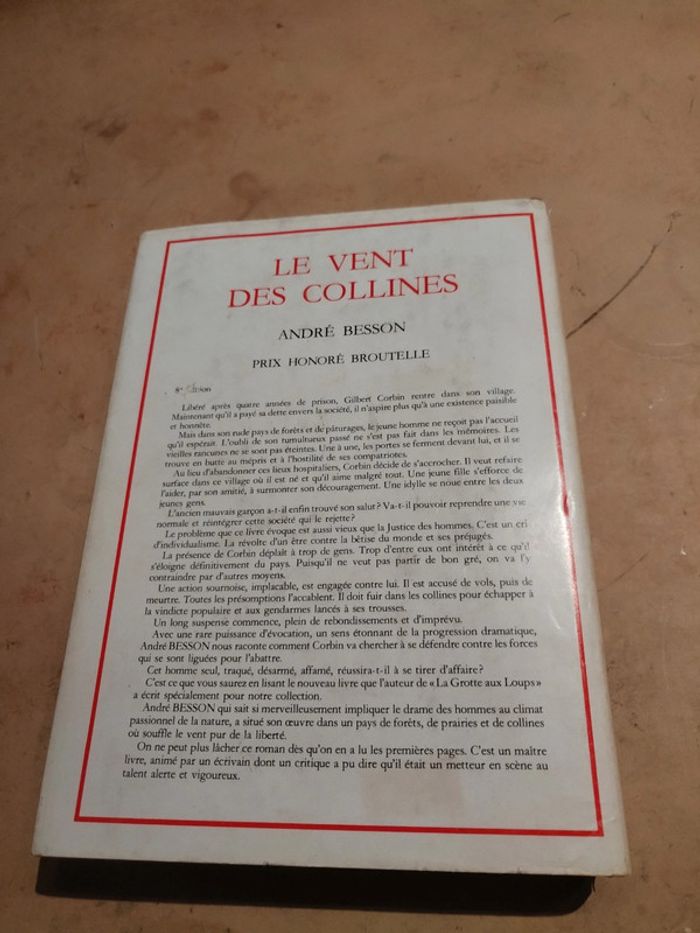 LE VENT
DES COLLINES
ANDRÉ BESSON
PRIX HONORÉ BROUTELLE
8e
Libéré après quatre années de prison, Gilbert Corbin rentre dans son village.
Maintenant qu'il a payé sa dette envers la société, il n'aspire plus qu'à une existence paisible
et honnête.
Mais dans son rude pays de forêts et de pâturages, le jeune homme ne reçoit pas l'accueil
qu'il espérait. L'oubli de son tumultueux passé ne s'est pas fait dans les mémoires. Les
vieilles rancunes ne se sont pas éteintes. Une à une, les portes se ferment devant lui, et il se
trouve en butte au mépris et à l'hostilité de ses compatriotes.
Au lieu d'abandonner ces lieux hospitaliers, Corbin décide de s'accrocher. Il veut refaire
surface dans ce village où il est né et qu'il aime malgré tout. Une jeune fille s'efforce de
l'aider, par son amitié, à surmonter son découragement. Une idylle se noue entre les deux
jeunes gens.
L'ancien mauvais garçon a-t-il enfin trouvé son salut? Va-t-il pouvoir reprendre une vie
normale et réintégrer cette société qui le rejette?
Le problème que ce livre évoque est aussi vieux que la Justice des hommes. C'est un cri
d'individualisme. La révolte d'un être contre la bêtise du monde et ses préjugés.
La présence de Corbin déplaît à trop de gens. Trop d'entre eux ont intérêt à ce qu'il
s'éloigne définitivement du pays. Puisqu'il ne veut pas partir de bon gré, on va l'y
contraindre par d'autres moyens.
Une action sournoise, implacable, est engagée contre lui. Il est accusé de vols, puis de
meurtre. Toutes les présomptions l'accablent. Il doit fuir dans les collines pour échapper à
la vindicte populaire et aux gendarmes lancés à ses trousses.
Un long suspense commence, plein de rebondissements et d'imprévu.
Avec une rare puissance d'évocation, un sens étonnant de la progression dramatique,
André BESSON nous raconte comment Corbin va chercher à se défendre contre les forces
qui se sont liguées pour l'abattre.
Cet homme seul, traqué, désarmé, affamé, réussira-t-il à se tirer d'affaire?
C'est ce que vous saurez en lisant le nouveau livre que l'auteur de «La Grotte aux Loups»
a écrit spécialement pour notre collection.
André BESSON qui sait si merveilleusement impliquer le drame des hommes au climat
passionnel de la nature, a situé son œuvre dans un pays de forêts, de prairies et de collines
où souffle le vent pur de la liberté.
On ne peut plus lâcher ce roman dès qu'on en a lu les premières pages. C'est un maître
livre, animé par un écrivain dont un critique a pu dire qu'il était un metteur en scène au
talent alerte et vigoureux.